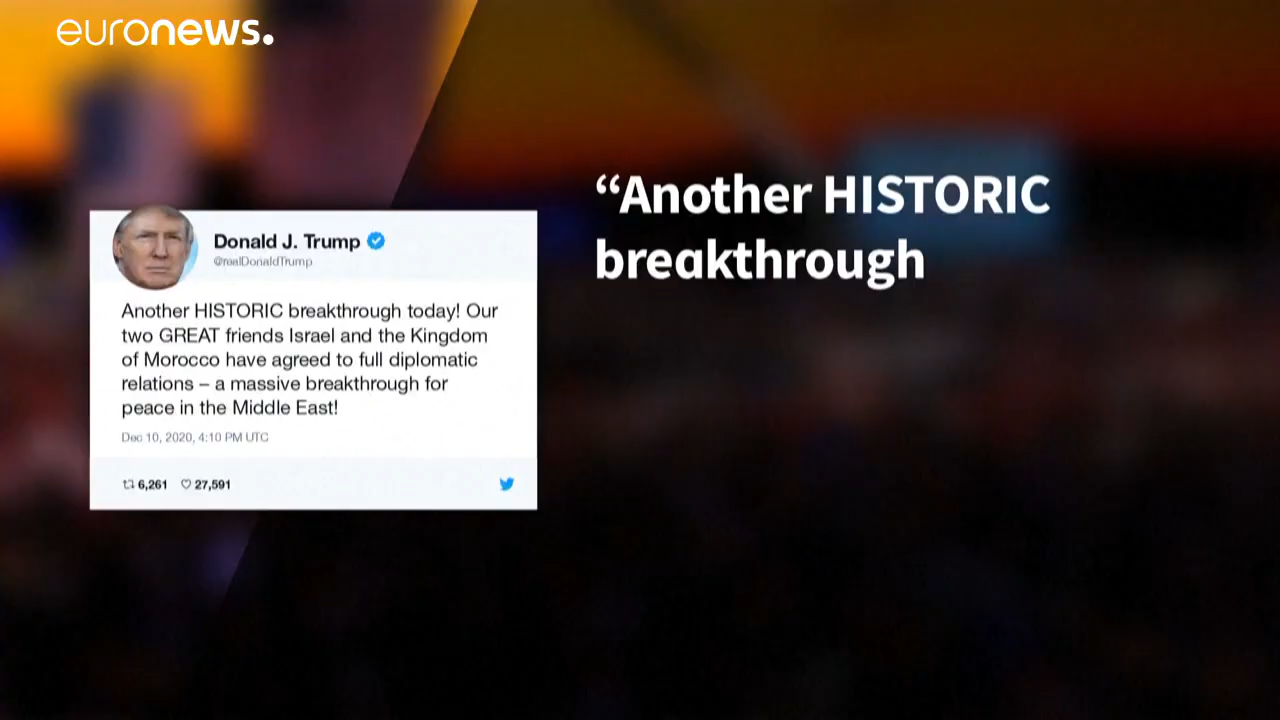 euronews.
"Another HISTORIC
breakthrough
Donald J. Trump
@realDonaldTrump
Another HISTORIC breakthrough today! Our
two GREAT friends Israel and the Kingdom
of Morocco have agreed to full diplomatic
relations – a massive breakthrough for
peace in the Middle East!
Dec 10, 2020, 4:10 PM UTC
6,261 27,591